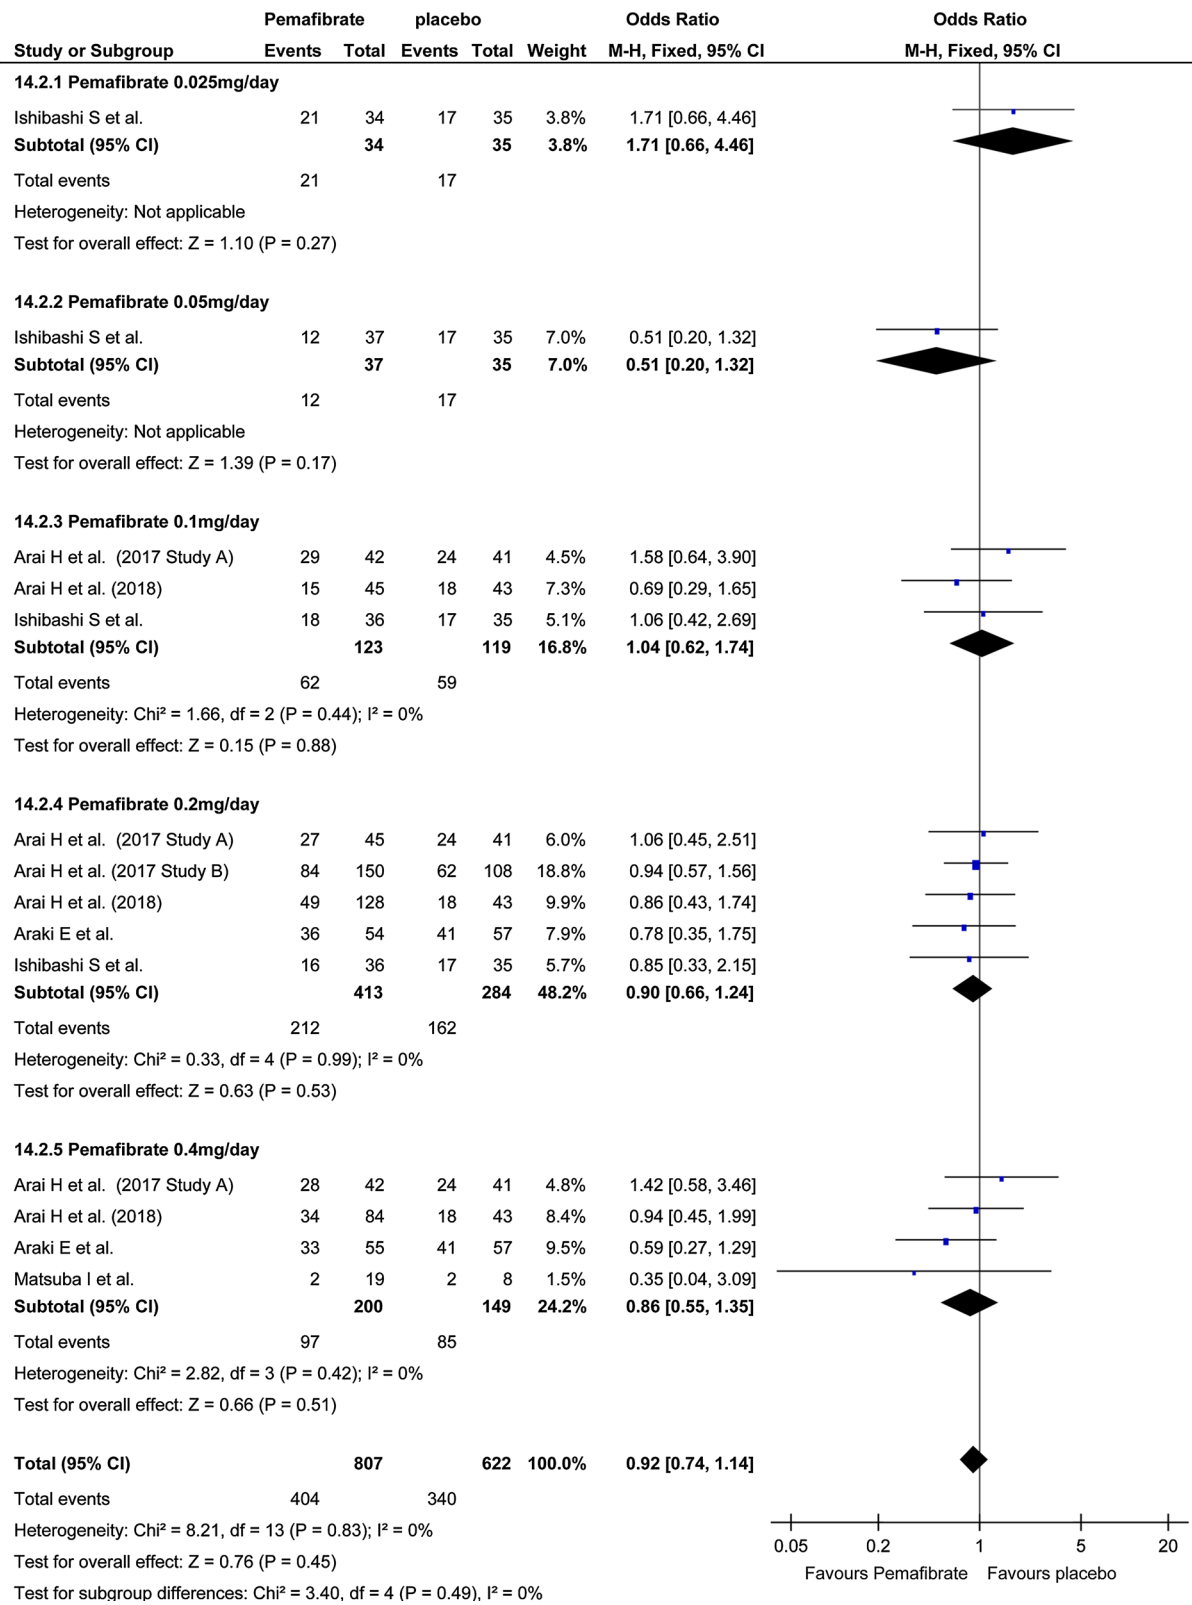 Pemafibrate placebo Odds Ratio Odds Ratio
Study or Subgroup Events Total Events Total Weight M-H, Fixed, 95% CI M-H, Fixed, 95% CI
14.2.1 Pemafibrate 0.025mg/day
Ishibashi S et al. 21 34 17 35 3.8% 1.71 [0.66, 4.46]
Subtotal (95% CI) 34 35 3.8% 1.71 [0.66, 4.46]
Total events 21 17
Heterogeneity: Not applicable
Test for overall effect: Z = 1.10 (P = 0.27)
14.2.2 Pemafibrate 0.05mg/day
Ishibashi S et al. 12 37 17 35 7.0% 0.51 [0.20, 1.32]
Subtotal (95% CI) 37 35 7.0% 0.51 [0.20, 1.32]
Total events 12 17
Heterogeneity: Not applicable
Test for overall effect: Z = 1.39 (P = 0.17)
14.2.3 Pemafibrate 0.1mg/day
Arai H et al. (2017 Study A) 29 42 24 41 4.5% 1.58 [0.64, 3.90]
Arai H et al. (2018) 15 45 18 43 7.3% 0.69 [0.29, 1.65]
Ishibashi S et al. 18 36 17 35 5.1% 1.06 [0.42, 2.69]
Subtotal (95% CI) 123 119 16.8% 1.04 [0.62, 1.74]
Total events 62 59
Heterogeneity: Chi² = 1.66, df = 2 (P = 0.44); I² = 0%
Test for overall effect: Z = 0.15 (P = 0.88)
14.2.4 Pemafibrate 0.2mg/day
Arai H et al. (2017 Study A) 27 45 24 41 6.0% 1.06 [0.45, 2.51]
Arai H et al. (2017 Study B) 84 150 62 108 18.8% 0.94 [0.57, 1.56]
Arai H et al. (2018) 49 128 18 43 9.9% 0.86 [0.43, 1.74]
Araki E et al. 36 54 41 57 7.9% 0.78 [0.35, 1.75]
Ishibashi S et al. 16 36 17 35 5.7% 0.85 [0.33, 2.15]
Subtotal (95% CI) 413 284 48.2% 0.90 [0.66, 1.24]
Total events 212 162
Heterogeneity: Chi² = 0.33, df = 4 (P = 0.99); I² = 0%
Test for overall effect: Z = 0.63 (P = 0.53)
14.2.5 Pemafibrate 0.4mg/day
Arai H et al. (2017 Study A) 28 42 24 41 4.8% 1.42 [0.58, 3.46]
Arai H et al. (2018) 34 84 18 43 8.4% 0.94 [0.45, 1.99]
Araki E et al. 33 55 41 57 9.5% 0.59 [0.27, 1.29]
Matsuba I et al. 2 19 2 8 1.5% 0.35 [0.04, 3.09]
Subtotal (95% CI) 200 149 24.2% 0.86 [0.55, 1.35]
Total events 97 85
Heterogeneity: Chi² = 2.82, df = 3 (P = 0.42); I² = 0%
Test for overall effect: Z = 0.66 (P = 0.51)
Total (95% CI) 807 622 100.0% 0.92 [0.74, 1.14]
Total events 404 340
Heterogeneity: Chi² = 8.21, df = 13 (P = 0.83); I² = 0%
Test for overall effect: Z = 0.76 (P = 0.45)
Test for subgroup differences: Chi² = 3.40, df = 4 (P = 0.49), I² = 0%
0.05 0.2 1 5 20
Favours Pemafibrate Favours placebo